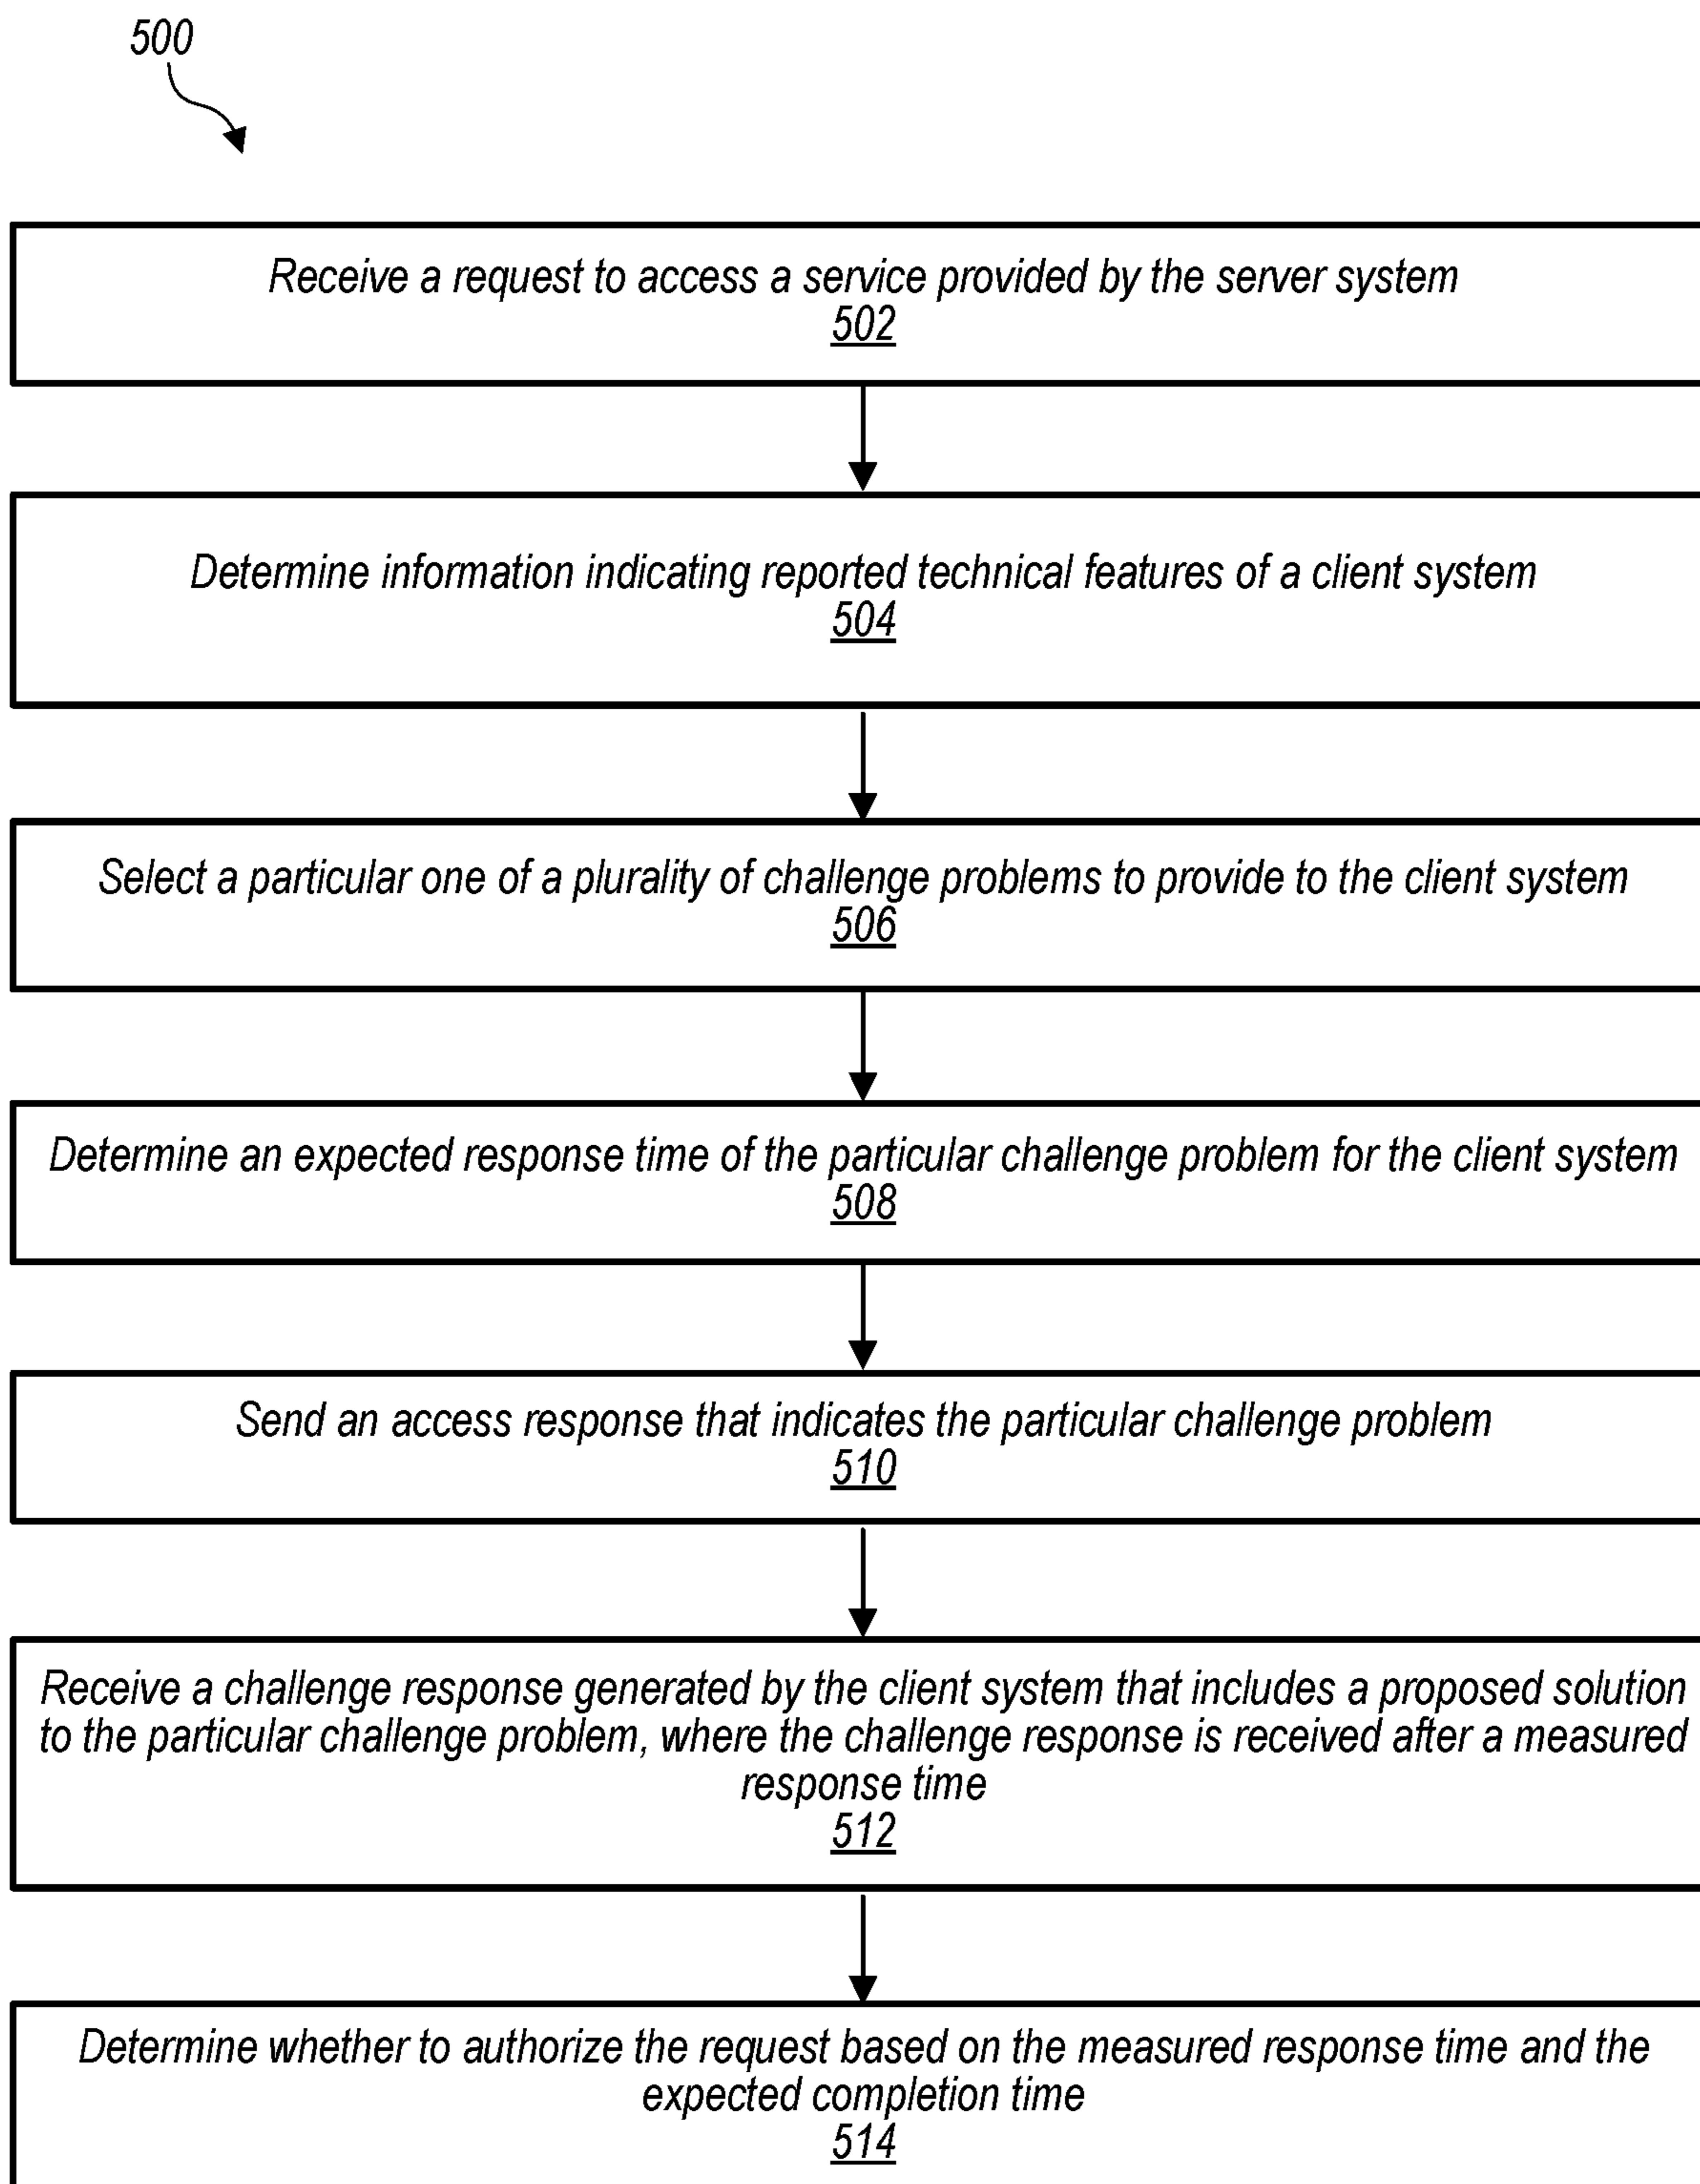 500
Receive a request to access a service provided by the server system
502
Determine information indicating reported technical features of a client system
504
Select a particular one of a plurality of challenge problems to provide to the client system
506
Determine an expected response time of the particular challenge problem for the client system
508
Send an access response that indicates the particular challenge problem
510
Receive a challenge response generated by the client system that includes a proposed solution
to the particular challenge problem, where the challenge response is received after a measured
response time
512
Determine whether to authorize the request based on the measured response time and the
expected completion time
514